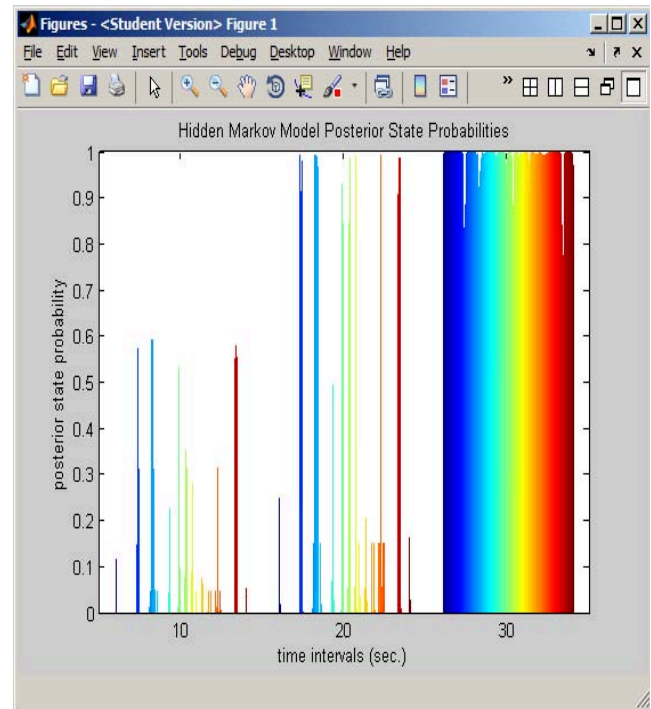 Figures - <Student Version> Figure 1
File Edit View Insert Tools Debug Desktop Window Help
Hidden Markov Model Posterior State Probabilities
1
0.9
0.8
0.7
0.6
0.5
0.4
0.3
0.2
0.1
0
posterior state probability
10 20 30
time intervals (sec.)